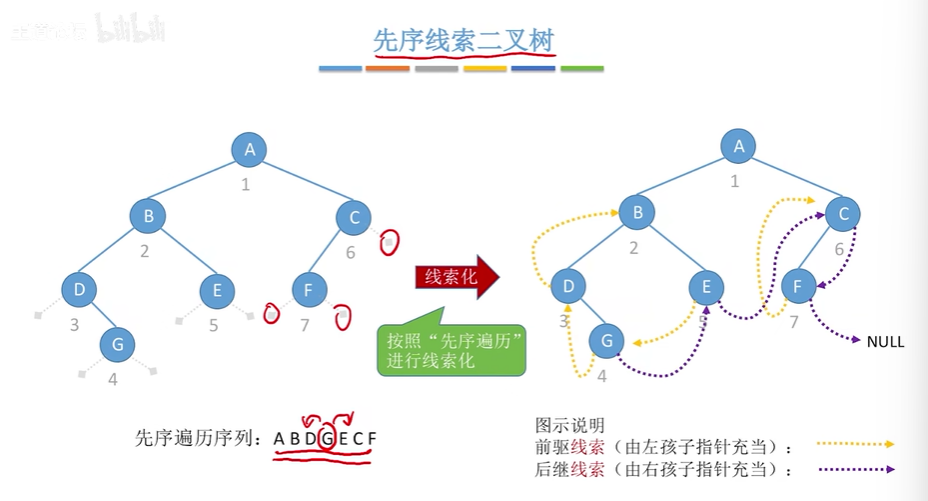 bilibili
先序线索二叉树
A
1
B
2
C
6
D
3
E
5
F
7
G
4
线索化
按照“先序遍历”
进行线索化
A
1
B
2
C
6
D
3
E
F
7
G
4
NULL
先序遍历序列：A B D G E C F
图示说明
前驱线索（由左孩子指针充当）：
后继线索（由右孩子指针充当）：